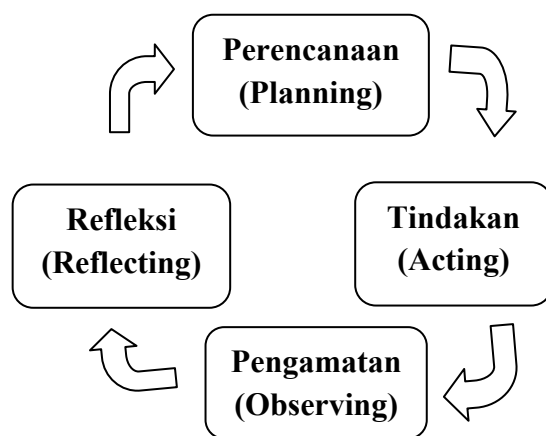 Perencanaan
(Planning)
Tindakan
(Acting)
Pengamatan
(Observing)
Refleksi
(Reflecting)